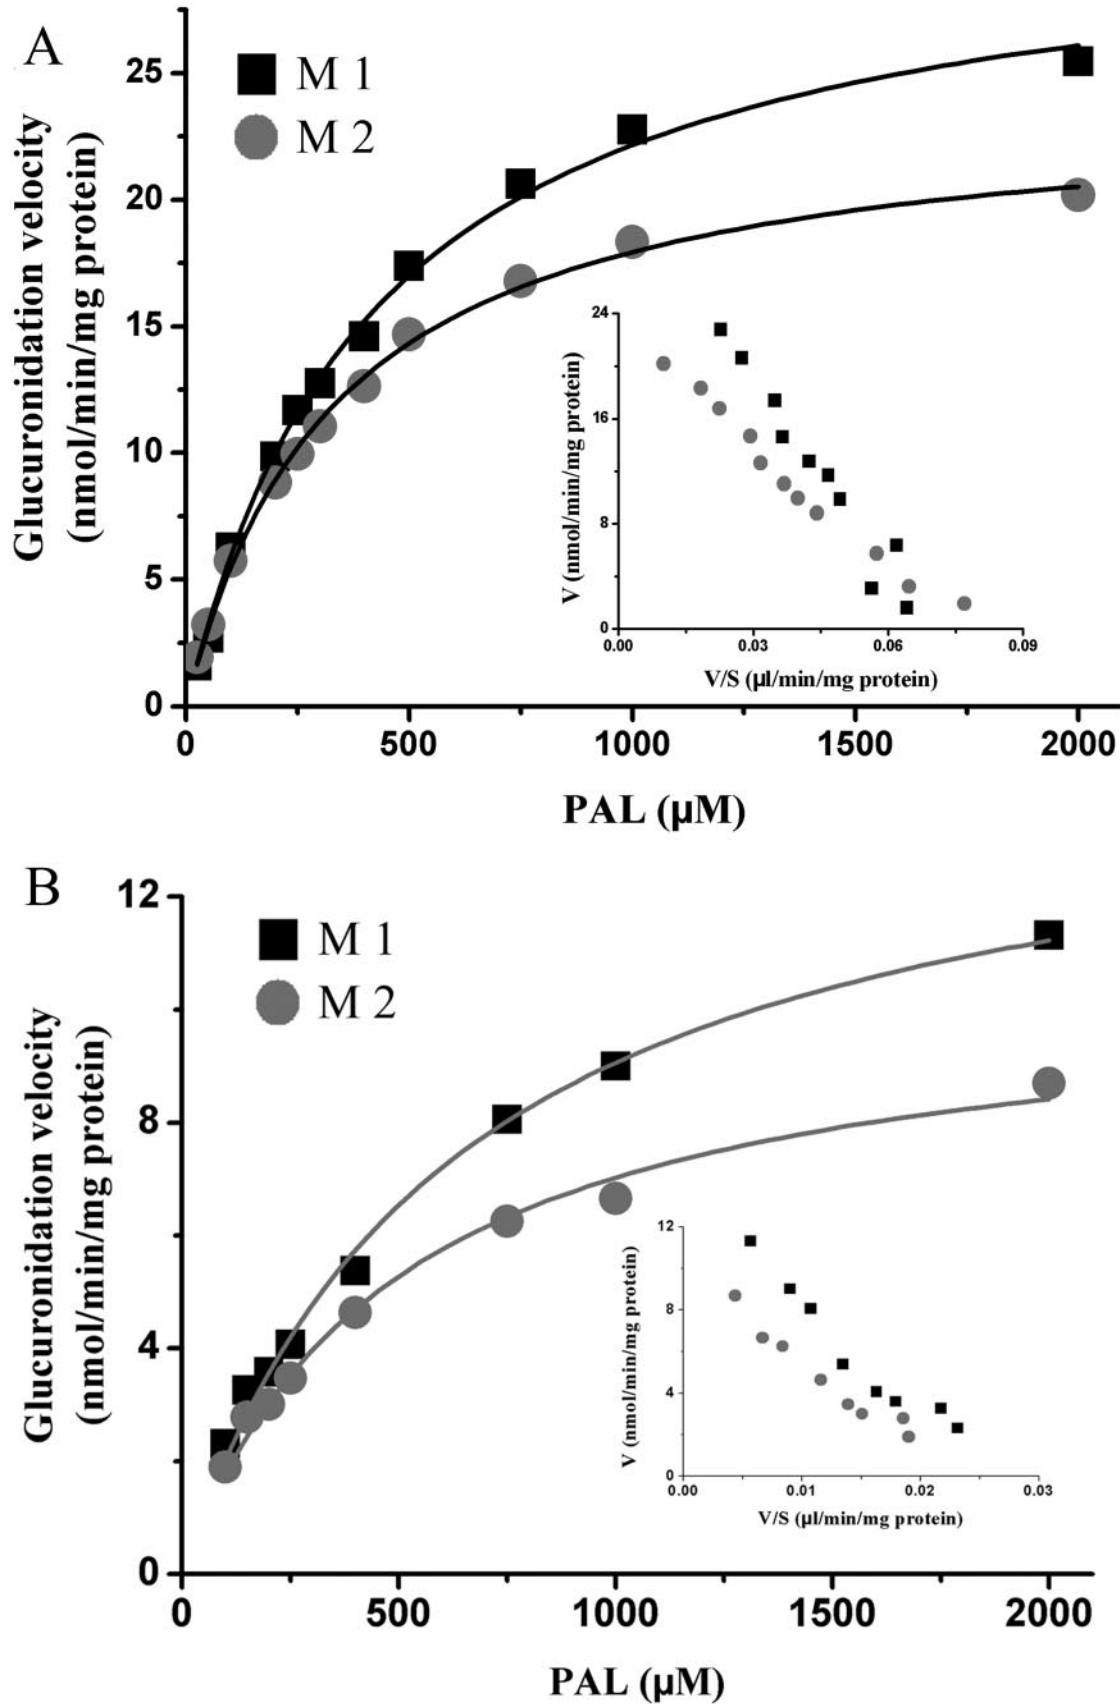 A
M 1
M 2
Glucuronidation velocity
(nmol/min/mg protein)
25
20
15
10
5
0
0 500 1000 1500 2000
PAL (µM)
V (nmol/min/mg protein)
24
16
8
0
0.00 0.03 0.06 0.09
V/S (µl/min/mg protein)
B
M 1
M 2
Glucuronidation velocity
(nmol/min/mg protein)
12
8
4
0
0 500 1000 1500 2000
PAL (µM)
V (nmol/min/mg protein)
12
8
4
0
0.00 0.01 0.02 0.03
V/S (µl/min/mg protein)